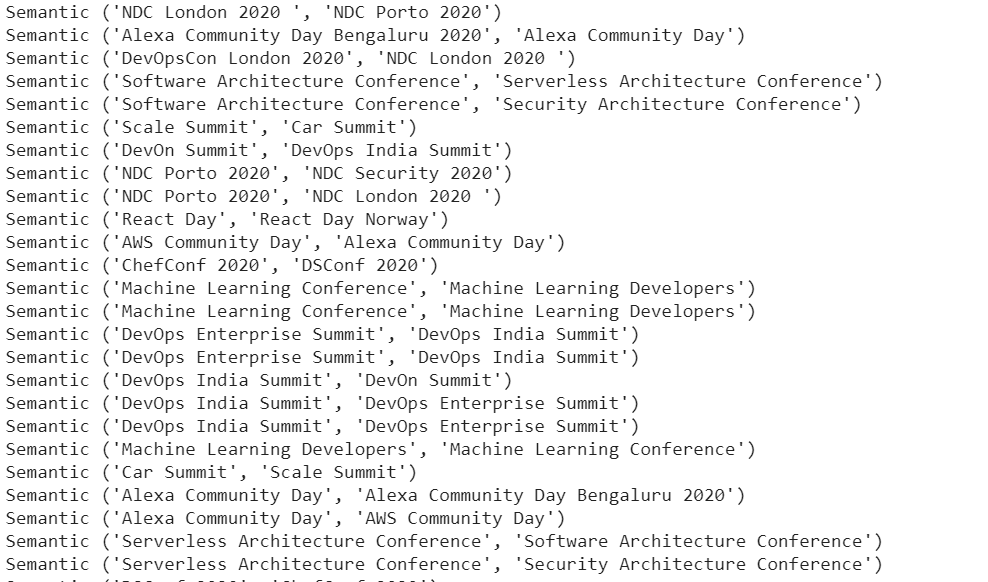 Semantic ('NDC London 2020 ', 'NDC Porto 2020')
Semantic ('Alexa Community Day Bengaluru 2020', 'Alexa Community Day')
Semantic ('DevOpsCon London 2020', 'NDC London 2020 ')
Semantic ('Software Architecture Conference', 'Serverless Architecture Conference')
Semantic ('Software Architecture Conference', 'Security Architecture Conference')
Semantic ('Scale Summit', 'Car Summit')
Semantic ('DevOn Summit', 'DevOps India Summit')
Semantic ('NDC Porto 2020', 'NDC Security 2020')
Semantic ('NDC Porto 2020', 'NDC London 2020 ')
Semantic ('React Day', 'React Day Norway')
Semantic ('AWS Community Day', 'Alexa Community Day')
Semantic ('ChefConf 2020', 'DSConf 2020')
Semantic ('Machine Learning Conference', 'Machine Learning Developers')
Semantic ('Machine Learning Conference', 'Machine Learning Developers')
Semantic ('DevOps Enterprise Summit', 'DevOps India Summit')
Semantic ('DevOps Enterprise Summit', 'DevOps India Summit')
Semantic ('DevOps India Summit', 'DevOn Summit')
Semantic ('DevOps India Summit', 'DevOps Enterprise Summit')
Semantic ('DevOps India Summit', 'DevOps Enterprise Summit')
Semantic ('Machine Learning Developers', 'Machine Learning Conference')
Semantic ('Car Summit', 'Scale Summit')
Semantic ('Alexa Community Day', 'Alexa Community Day Bengaluru 2020')
Semantic ('Alexa Community Day', 'AWS Community Day')
Semantic ('Serverless Architecture Conference', 'Software Architecture Conference')
Semantic ('Serverless Architecture Conference', 'Security Architecture Conference')